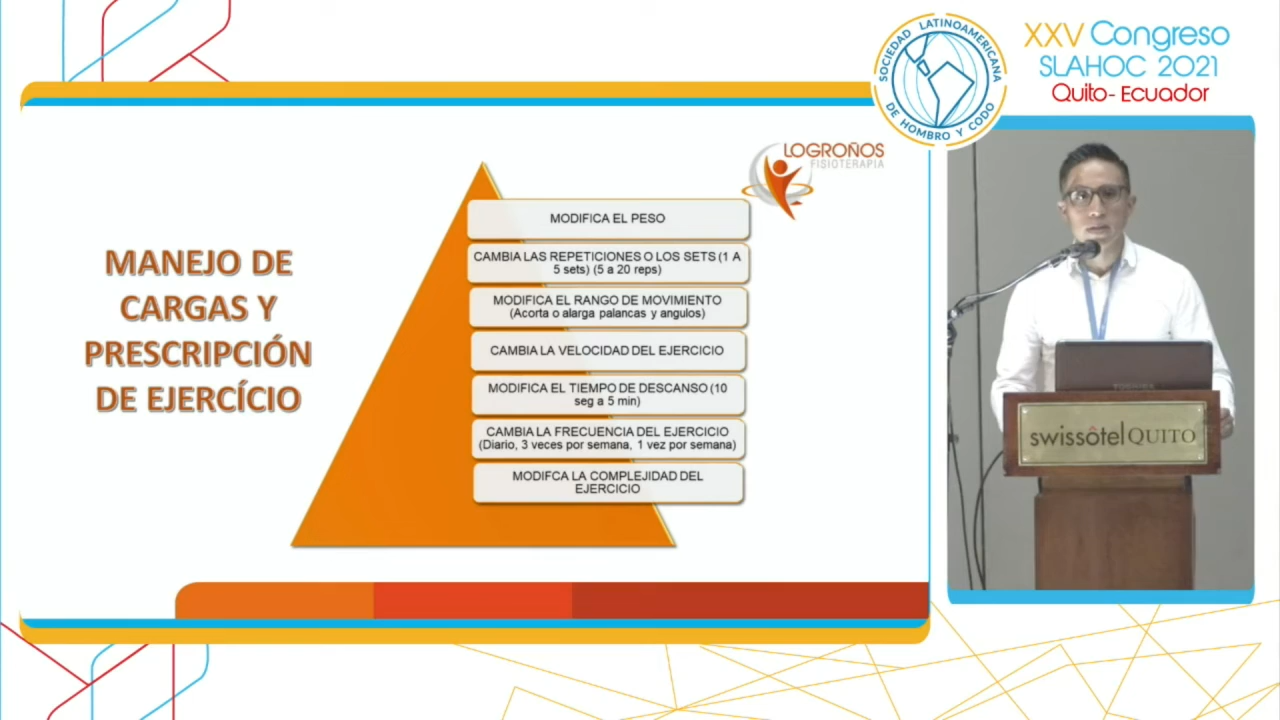 SOCIEDAD LATINOAMERICANA
DE HOMBRO Y CODO
XXV Congreso
SLAHOC 2021
Quito- Ecuador
LOGROÑOS
FISIOTERAPIA
MANEJO DE
CARGAS Y
PRESCRIPCIÓN
DE EJERCÍCIO
MODIFICA EL PESO
CAMBIA LAS REPETICIONES O LOS SETS (1 A
5 sets) (5 a 20 reps)
MODIFICA EL RANGO DE MOVIMIENTO
(Acorta o alarga palancas y angulos)
CAMBIA LA VELOCIDAD DEL EJERCICIO
MODIFICA EL TIEMPO DE DESCANSO (10
seg a 5 min)
CAMBIA LA FRECUENCIA DEL EJERCICIO
(Diario, 3 veces por semana, 1 vez por semana)
MODIFCA LA COMPLEJIDAD DEL
EJERCICIO
TOSHIBA
swissôtel QUITO